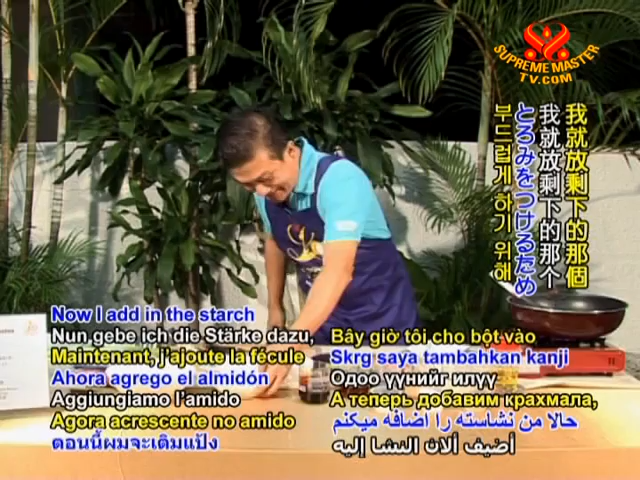 SUPREME MASTER
TV.COM
我就放剩下的那個
我就放剩下的那个
とろみをつけるため
부드럽게 하기 위해
Now I add in the starch
Nun gebe ich die Stärke dazu,
Maintenant, j'ajoute la fécule
Ahora agrego el almidón
Aggiungiamo l'amido
Agora acrescente no amido
ตอนนี้ผมจะเติมแป้ง
Bây giờ tôi cho bột vào
Skrg saya tambahkan kanji
Одоо үүнийг илүү
А теперь добавим крахмала,
حالا من نشاسته را اضافه میکنم
أضيف ألان النشا إليه